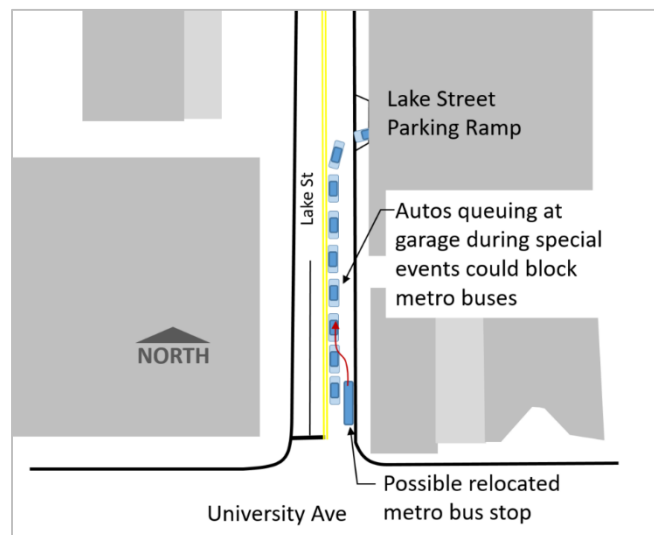 Lake Street
Parking Ramp
Lake St
Autos queuing at
garage during special
events could block
metro buses
NORTH
Possible relocated
metro bus stop
University Ave